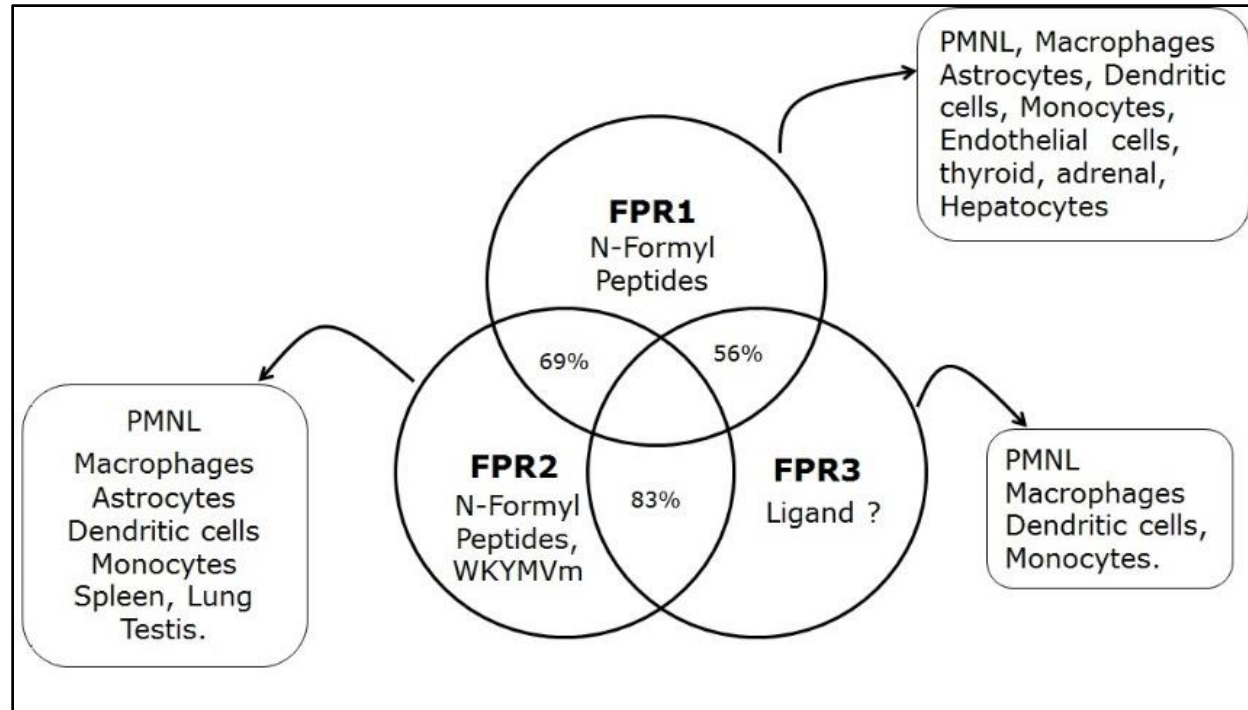 PMNL, Macrophages
Astrocytes, Dendritic
cells, Monocytes,
Endothelial cells,
thyroid, adrenal,
Hepatocytes
FPR1
N-Formyl
Peptides
69%
56%
PMNL
Macrophages
Astrocytes
Dendritic cells
Monocytes
Spleen, Lung
Testis.
FPR2
N-Formyl
Peptides,
WKYMVm
83%
FPR3
Ligand ?
PMNL
Macrophages
Dendritic cells,
Monocytes.